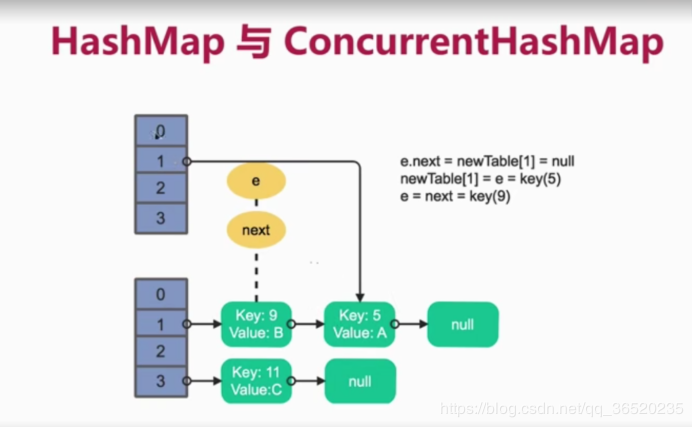 HashMap 与 ConcurrentHashMap
0
1
2
3
e
next
e.next = newTable[1] = null
newTable[1] = e = key(5)
e = next = key(9)
0
1
2
3
Key: 9
Value: B
Key: 5
Value: A
null
Key: 11
Value:C
null
https://blog.csdn.net/qq_36520235